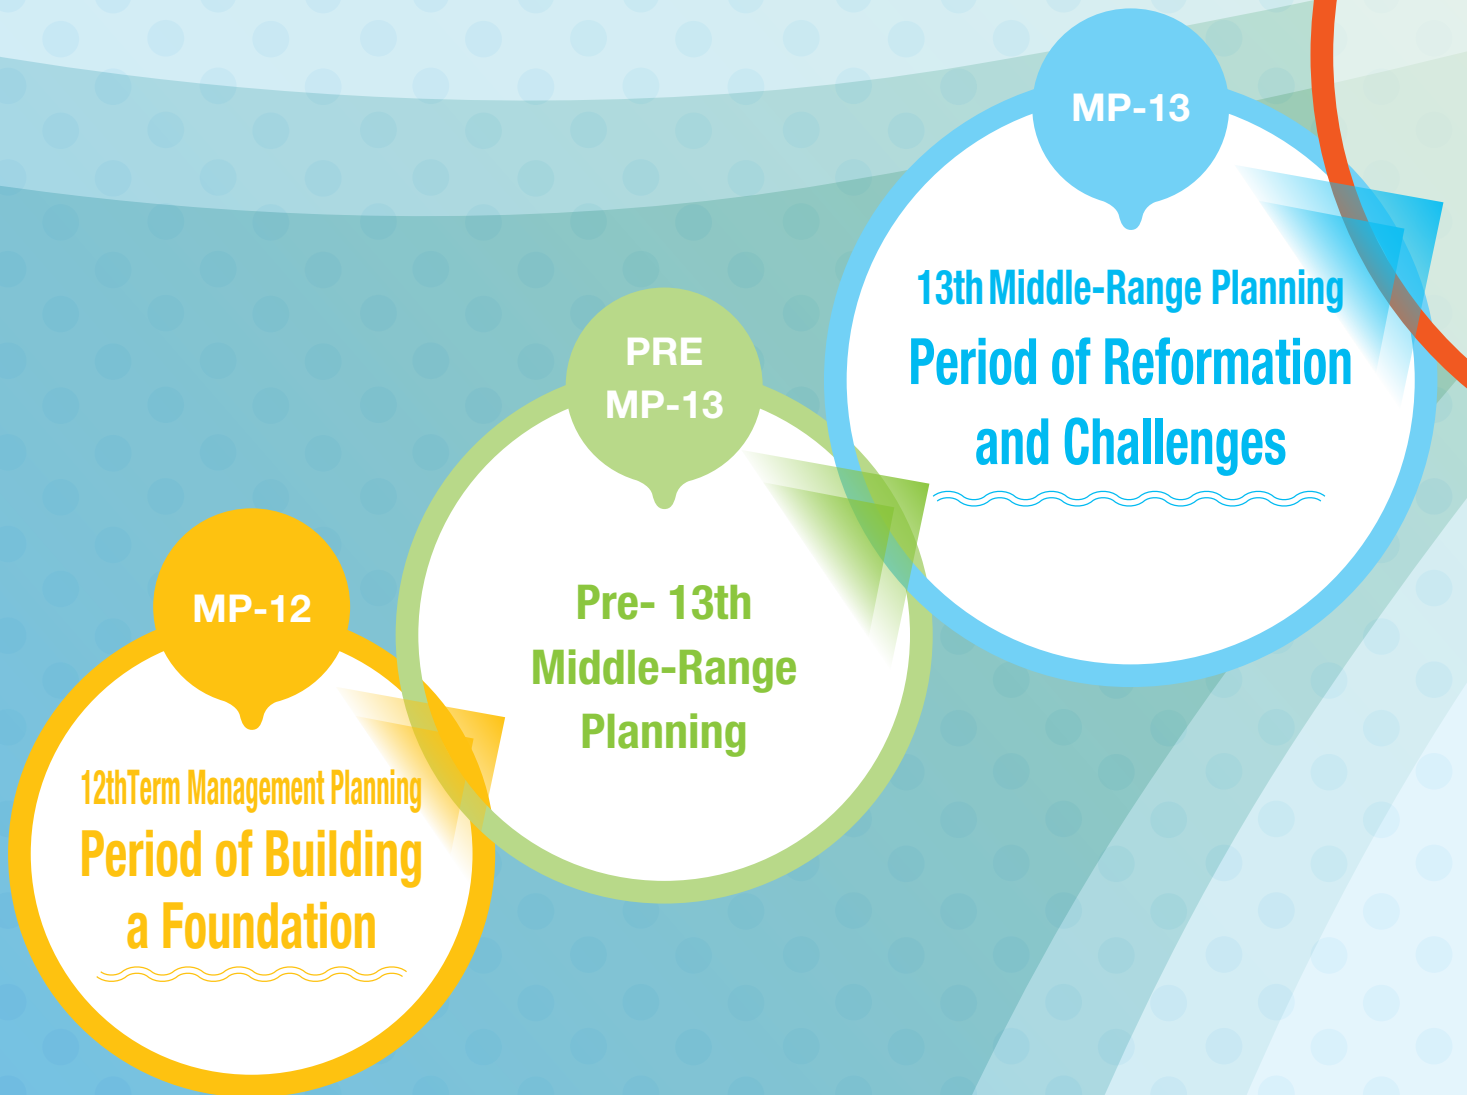 MP-12
12thTerm Management Planning
Period of Building
a Foundation
PRE
MP-13
Pre- 13th
Middle-Range
Planning
MP-13
13th Middle-Range Planning
Period of Reformation
and Challenges